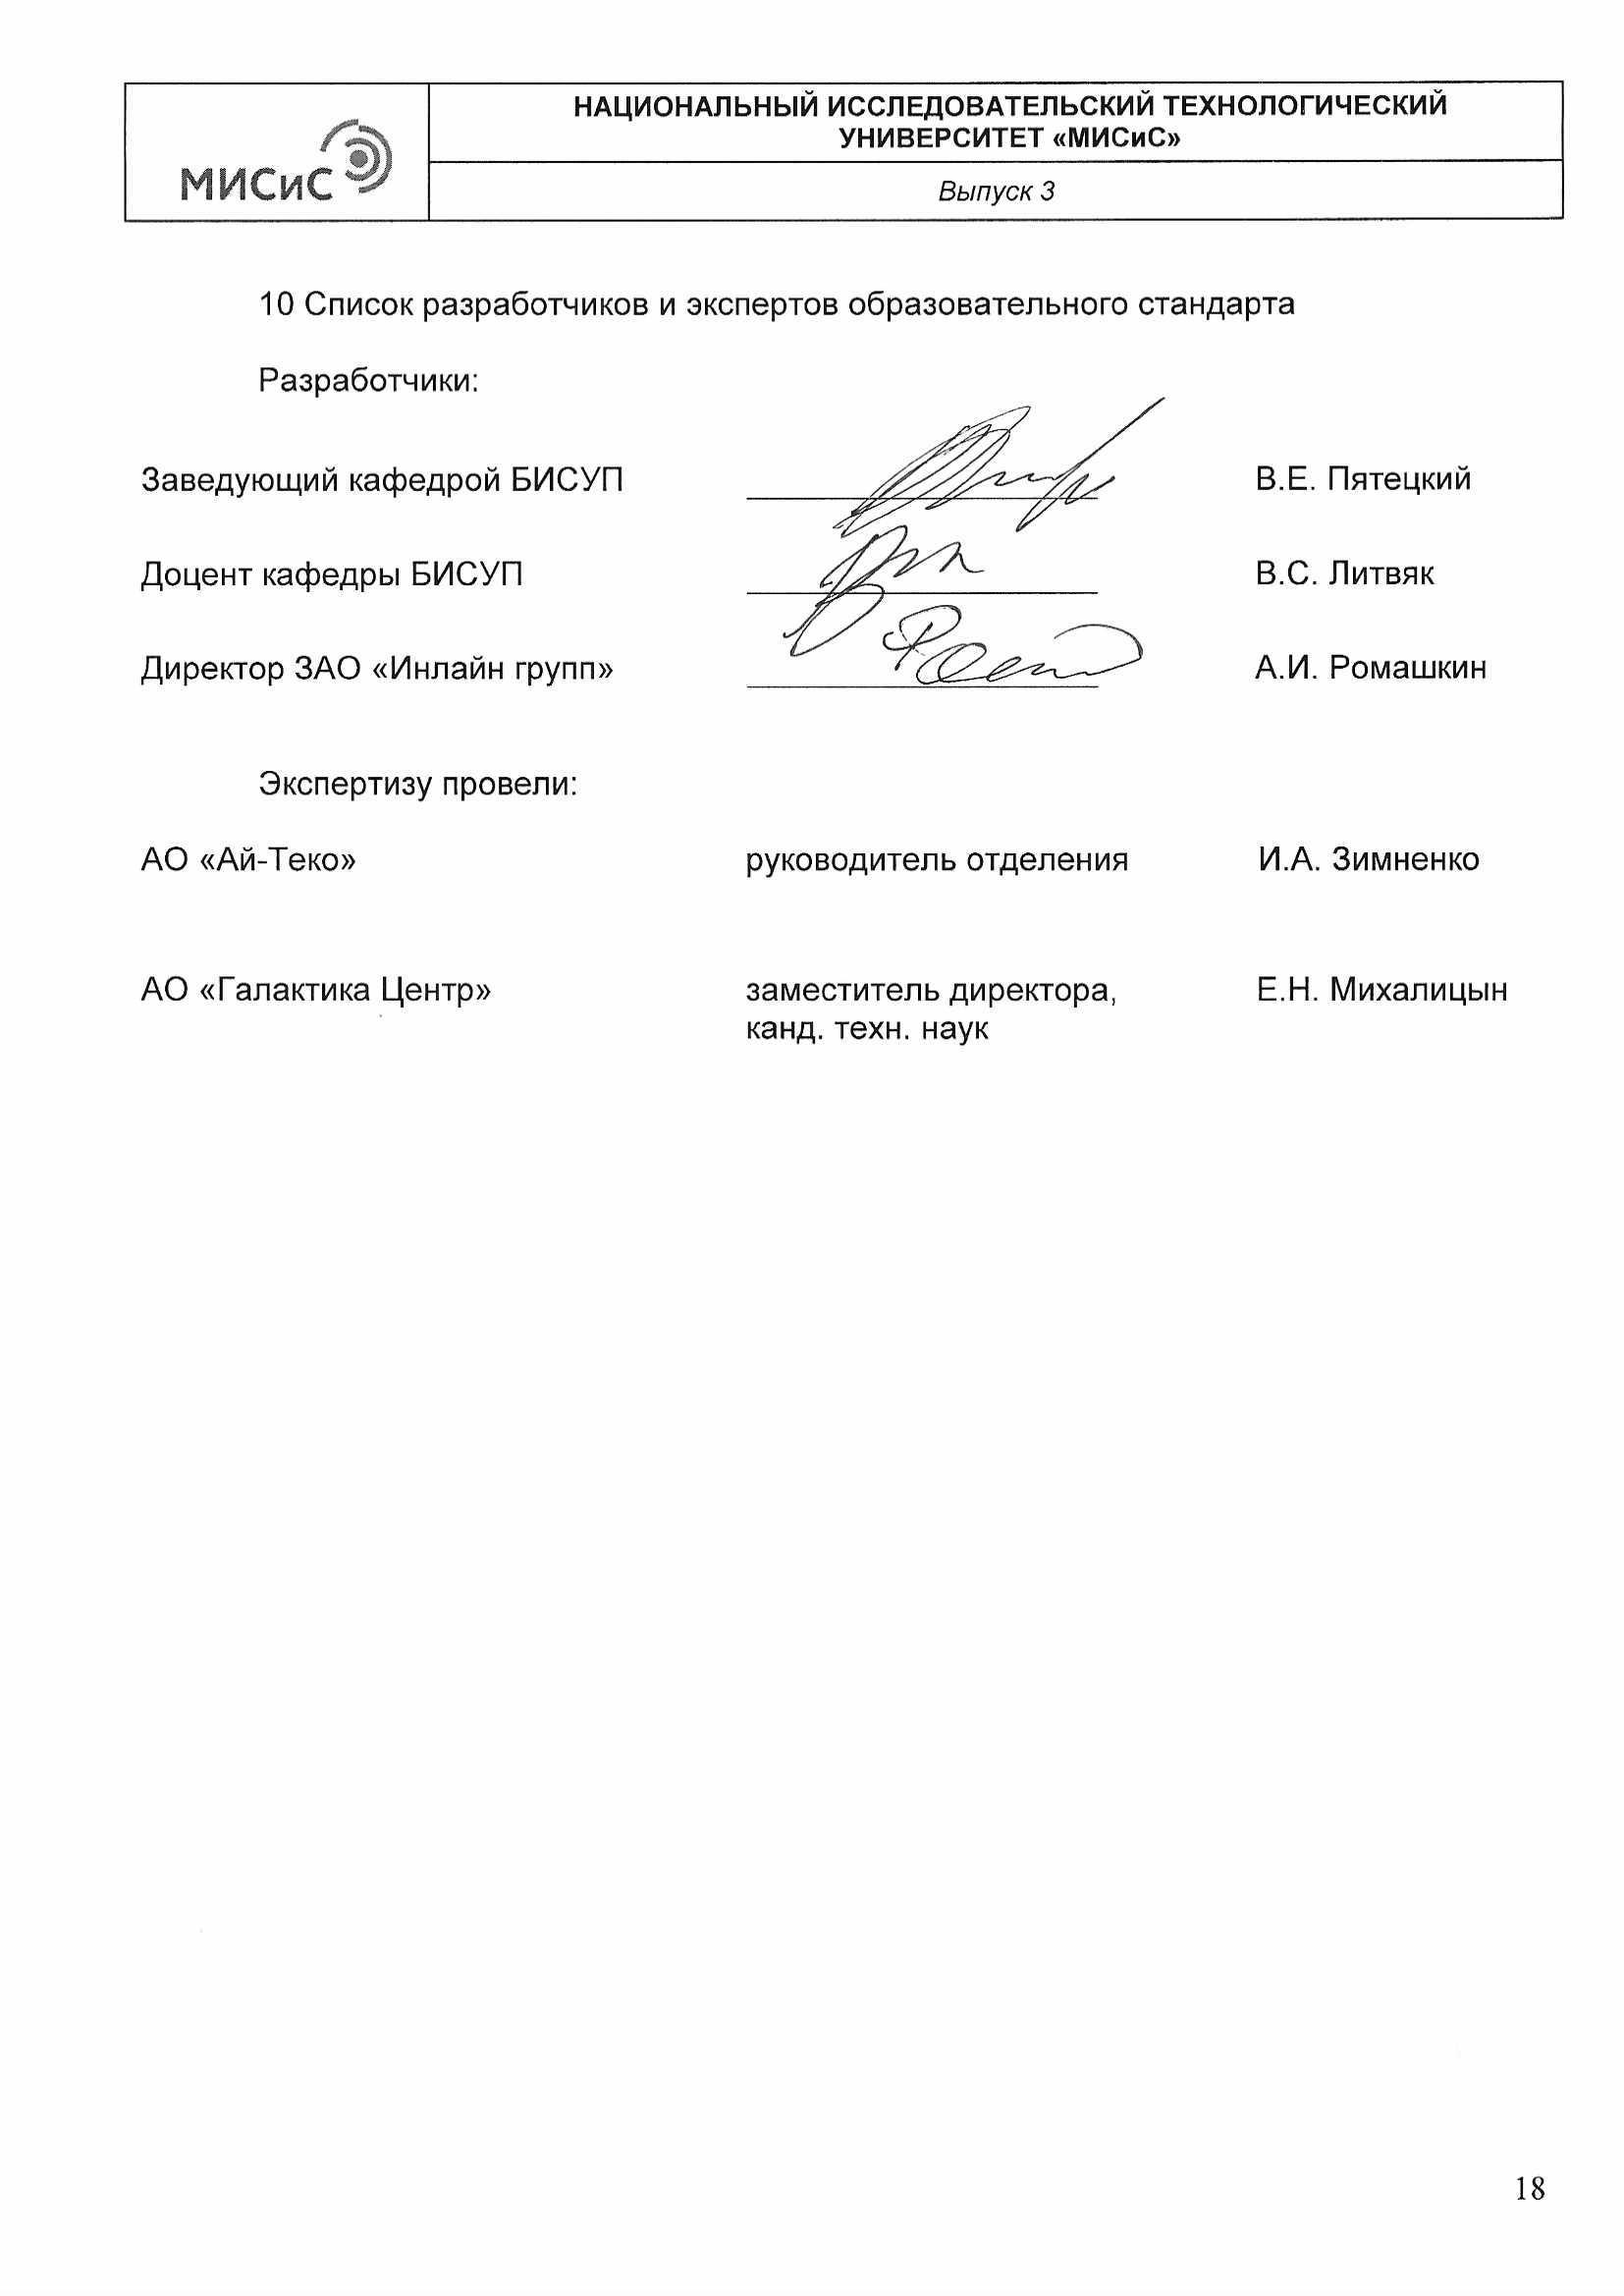 МИСиС
НАЦИОНАЛЬНЫЙ ИССЛЕДОВАТЕЛЬСКИЙ ТЕХНОЛОГИЧЕСКИЙ
УНИВЕРСИТЕТ «МИСиС»
Выпуск 3
10 Список разработчиков и экспертов образовательного стандарта
Разработчики:
Заведующий кафедрой БИСУП В.Е. Пятецкий
Доцент кафедры БИСУП В.С. Литвяк
Директор ЗАО «Инлайн групп» А.И. Ромашкин
Экспертизу провели:
АО «Ай-Теко» руководитель отделения И.А. Зимненко
АО «Галактика Центр» заместитель директора, Е.Н. Михалицын
канд. техн. наук
18